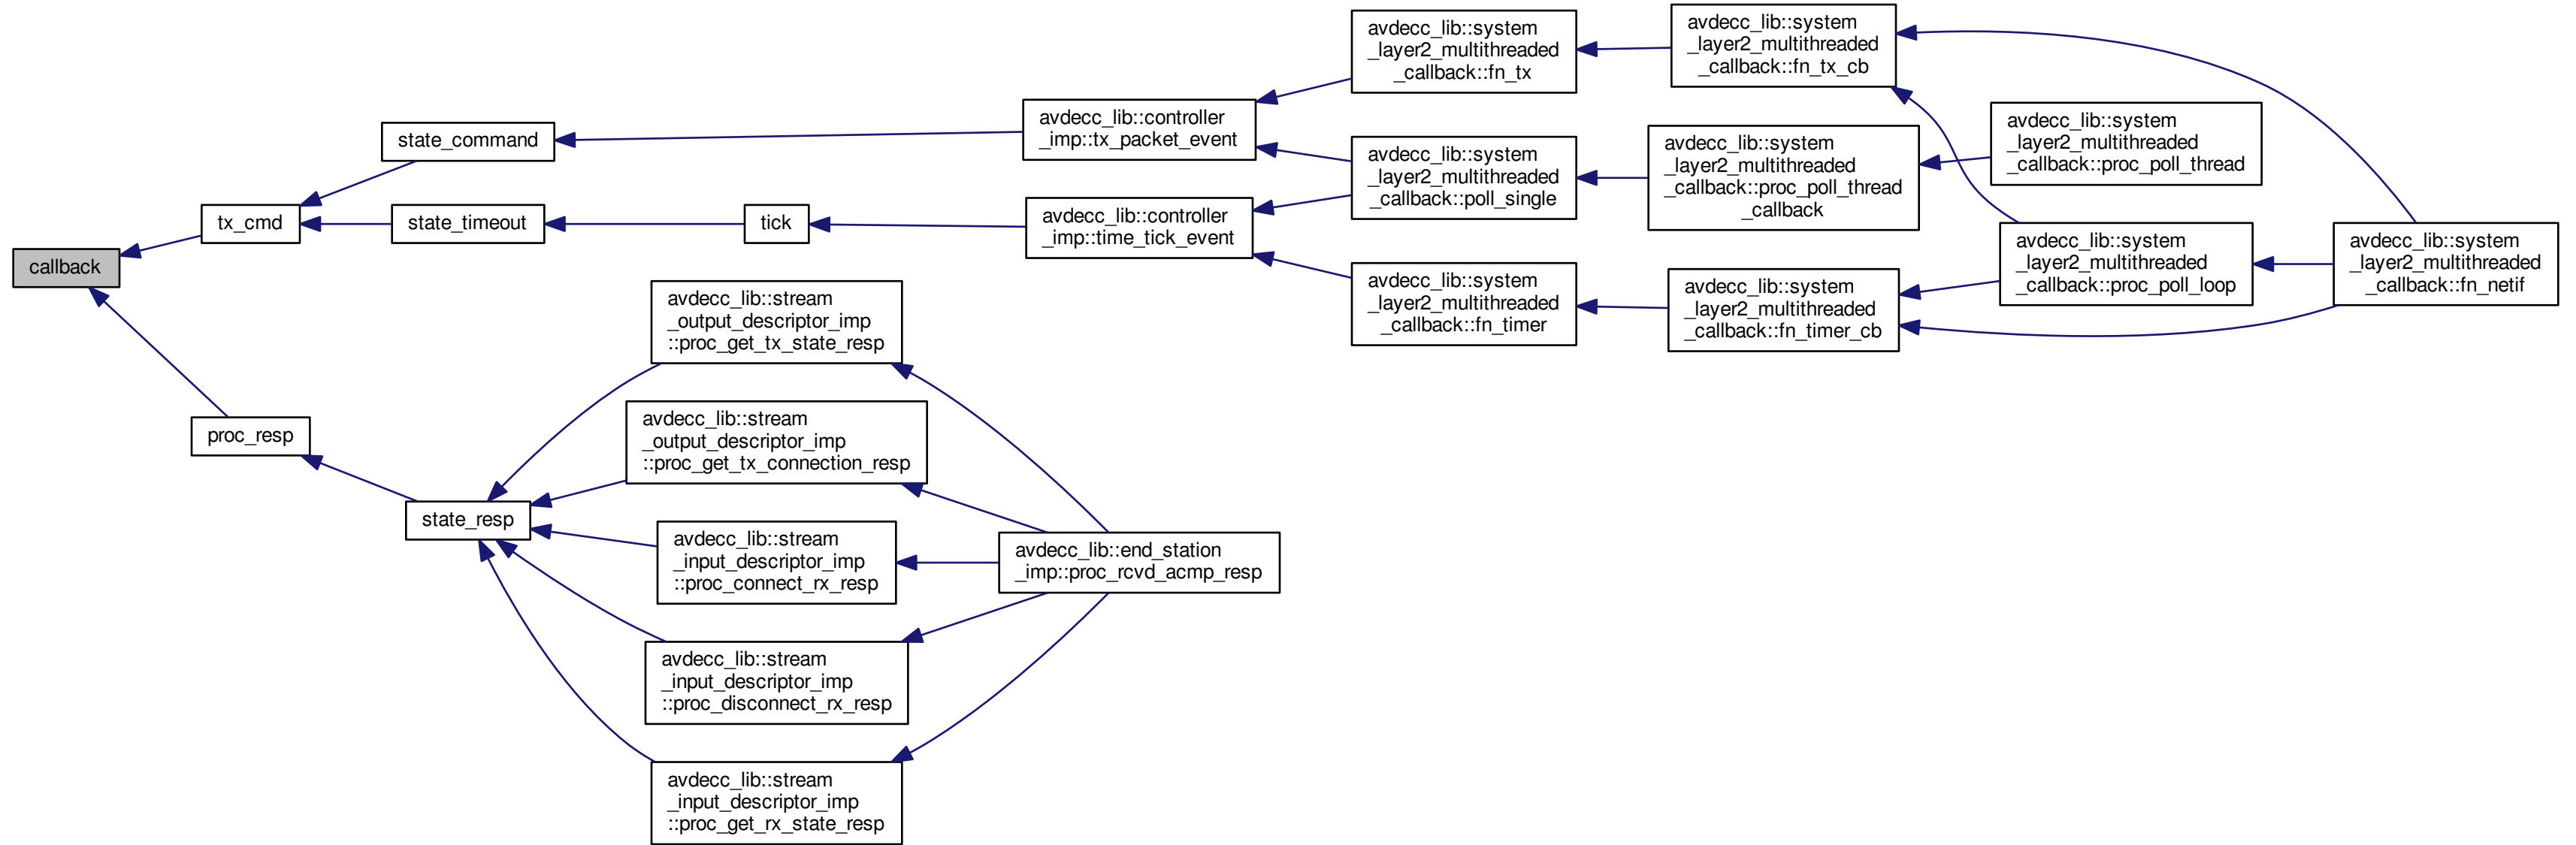 callback
tx_cmd
state_command
avdecc_lib::controller
_imp::tx_packet_event
avdecc_lib::system
_layer2_multithreaded
_callback::fn_tx
avdecc_lib::system
_layer2_multithreaded
_callback::fn_tx_cb
avdecc_lib::system
_layer2_multithreaded
_callback::poll_single
avdecc_lib::system
_layer2_multithreaded
_callback::proc_poll_thread
_callback
avdecc_lib::system
_layer2_multithreaded
_callback::proc_poll_thread
state_timeout
tick
avdecc_lib::controller
_imp::time_tick_event
avdecc_lib::system
_layer2_multithreaded
_callback::fn_timer
avdecc_lib::system
_layer2_multithreaded
_callback::fn_timer_cb
avdecc_lib::system
_layer2_multithreaded
_callback::proc_poll_loop
avdecc_lib::system
_layer2_multithreaded
_callback::fn_netif
proc_resp
state_resp
avdecc_lib::stream
_output_descriptor_imp
::proc_get_tx_state_resp
avdecc_lib::stream
_output_descriptor_imp
::proc_get_tx_connection_resp
avdecc_lib::stream
_input_descriptor_imp
::proc_connect_rx_resp
avdecc_lib::stream
_input_descriptor_imp
::proc_disconnect_rx_resp
avdecc_lib::stream
_input_descriptor_imp
::proc_get_rx_state_resp
avdecc_lib::end_station
_imp::proc_rcvd_acmp_resp